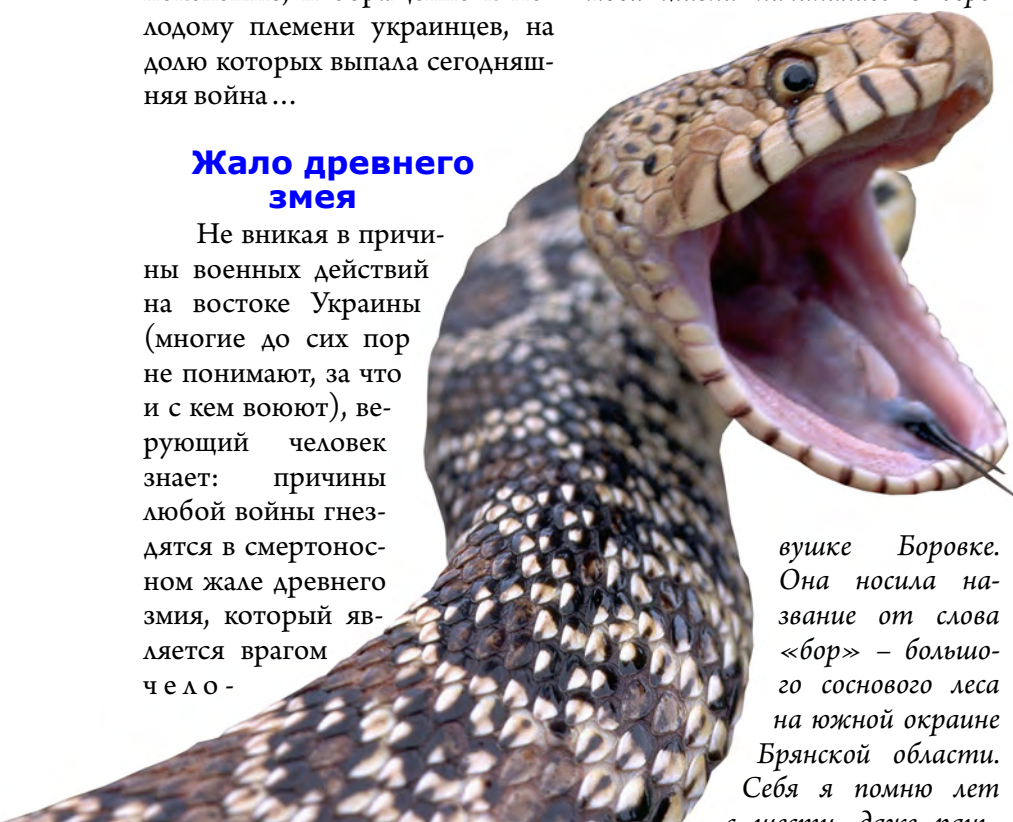 лодому племени украинцев, на
долю которых выпала сегодняш-
няя война...
Жало древнего
змея
Не вникая в причи-
ны военных действий
на востоке Украины
(многие до сих пор
не понимают, за что
и с кем воюют), ве-
рующий человек
знает: причины
любой войны гнез-
дятся в смертонос-
ном жале древнего
змия, который яв-
ляется врагом
чело-
вушке Боровке.
Она носила на-
звание от слова
«бор» – большо-
го соснового леса
на южной окраине
Брянской области.
Себя я помню лет